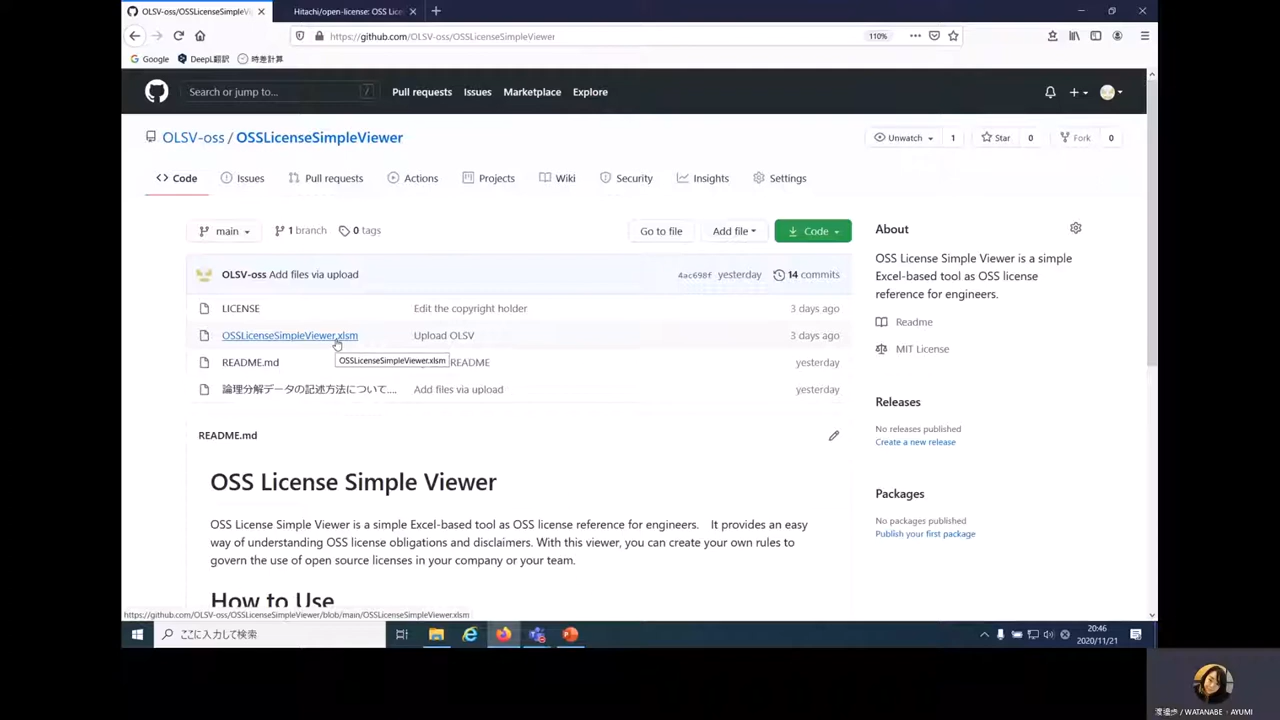 OLSV-oss/OSSLicenseSimpleVi
Hitachi/open-license: OSS Lice
https://github.com/OLSV-oss/OSSLicenseSimpleViewer
110%
Google
DeepL翻訳
時差計算
Search or jump to...
/
Pull requests
Issues
Marketplace
Explore
OLSV-oss / OSSLicenseSimpleViewer
Unwatch
1
Star
0
Fork
0
Code
Issues
Pull requests
Actions
Projects
Wiki
Security
Insights
Settings
main
1 branch
0 tags
Go to file
Add file
Code
OLSV-oss Add files via upload
4ac698f yesterday
14 commits
LICENSE
Edit the copyright holder
3 days ago
OSSLicenseSimpleViewer.xlsm
Upload OLSV
3 days ago
OSSLicenseSimpleViewer.xlsm
README.md
README
yesterday
論理分解データの記述方法について....
Add files via upload
yesterday
About
OSS License Simple Viewer is a simple
Excel-based tool as OSS license
reference for engineers.
Readme
MIT License
Releases
No releases published
Create a new release
Packages
No packages published
Publish your first package
README.md
OSS License Simple Viewer
OSS License Simple Viewer is a simple Excel-based tool as OSS license reference for engineers. It provides an easy
way of understanding OSS license obligations and disclaimers. With this viewer, you can create your own rules to
govern the use of open source licenses in your company or your team.
How to Use
https://github.com/OLSV-oss/OSSLicenseSimpleViewer/blob/main/OSSLicenseSimpleViewer.xlsm
ここに入力して検索
20:46
2020/11/21
渡邊歩 / WATANABE・AYUMI